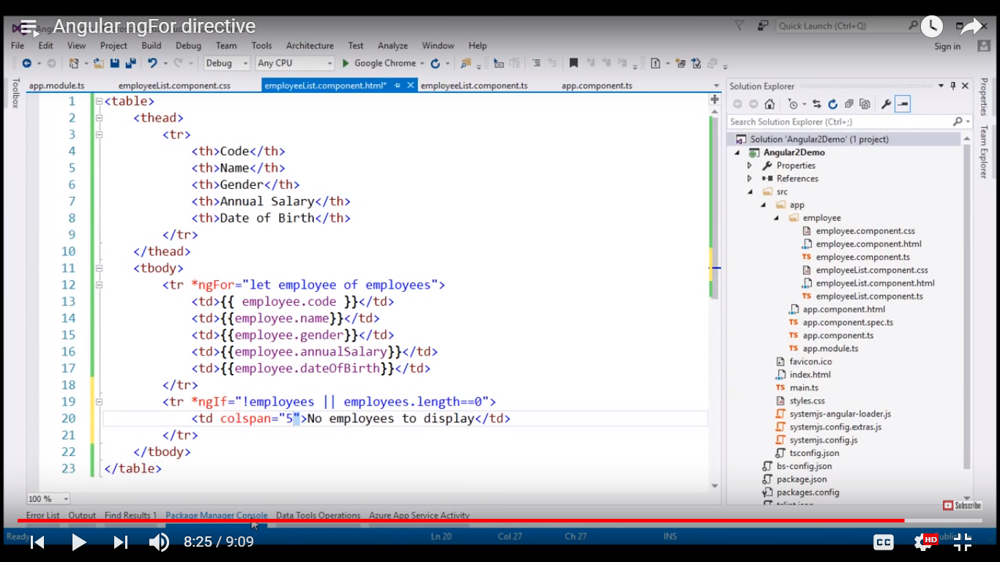 Angular ngFor directive
Quick Launch (Ctrl+Q)
File Edit View Project Build Debug Team Tools Architecture Test Analyze Window Help
Sign in
Debug Any CPU Google Chrome
Toolbox
app.module.ts employeeList.component.css employeeList.component.html* employeeList.component.ts app.component.ts
1 <table>
2 <thead>
3 <tr>
4 <th>Code</th>
5 <th>Name</th>
6 <th>Gender</th>
7 <th>Annual Salary</th>
8 <th>Date of Birth</th>
9 </tr>
10 </thead>
11 <tbody>
12 <tr *ngFor="let employee of employees">
13 <td>{{ employee.code }}</td>
14 <td>{{employee.name}}</td>
15 <td>{{employee.gender}}</td>
16 <td>{{employee.annualSalary}}</td>
17 <td>{{employee.dateOfBirth}}</td>
18 </tr>
19 <tr *ngIf="!employees || employees.length==0">
20 <td colspan="5">No employees to display</td>
21 </tr>
22 </tbody>
23 </table>
100 %
Solution Explorer
Search Solution Explorer (Ctrl+;)
Solution 'Angular2Demo' (1 project)
Angular2Demo
Properties
References
src
app
employee
employee.component.css
employee.component.html
TS employee.component.ts
employeeList.component.css
employeeList.component.html
TS employeeList.component.ts
app.component.html
TS app.component.spec.ts
TS app.component.ts
TS app.module.ts
favicon.ico
index.html
TS main.ts
styles.css
systemjs-angular-loader.js
systemjs.config.extras.js
systemjs.config.js
tsconfig.json
bs-config.json
package.json
packages.config
Properties
Team Explorer
Subscribe
Error List Output Find Results 1 Package Manager Console Data Tools Operations Azure App Service Activity
Ready Ln 20 Col 27 Ch 27 INS
8:25 / 9:09
CC HD